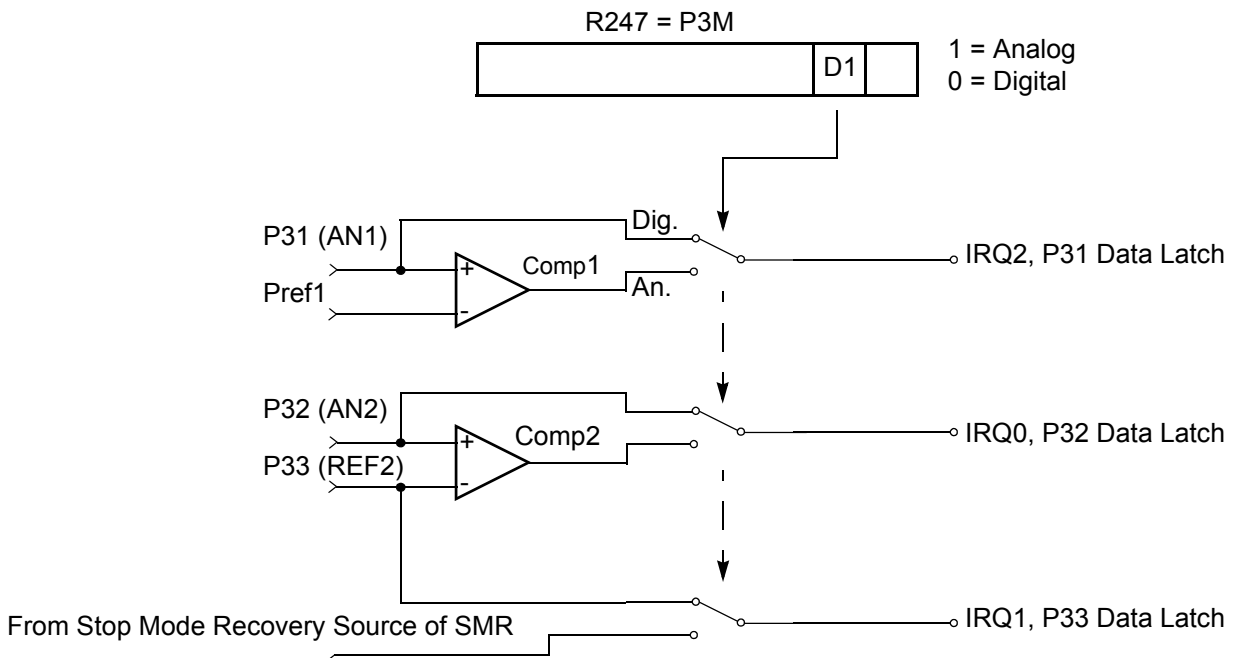 R247 = P3M
D1
1 = Analog
0 = Digital
Dig.
P31 (AN1)
+
Comp1
IRQ2, P31 Data Latch
Pref1
-
An.
P32 (AN2)
+
Comp2
IRQ0, P32 Data Latch
P33 (REF2)
-
From Stop Mode Recovery Source of SMR
IRQ1, P33 Data Latch